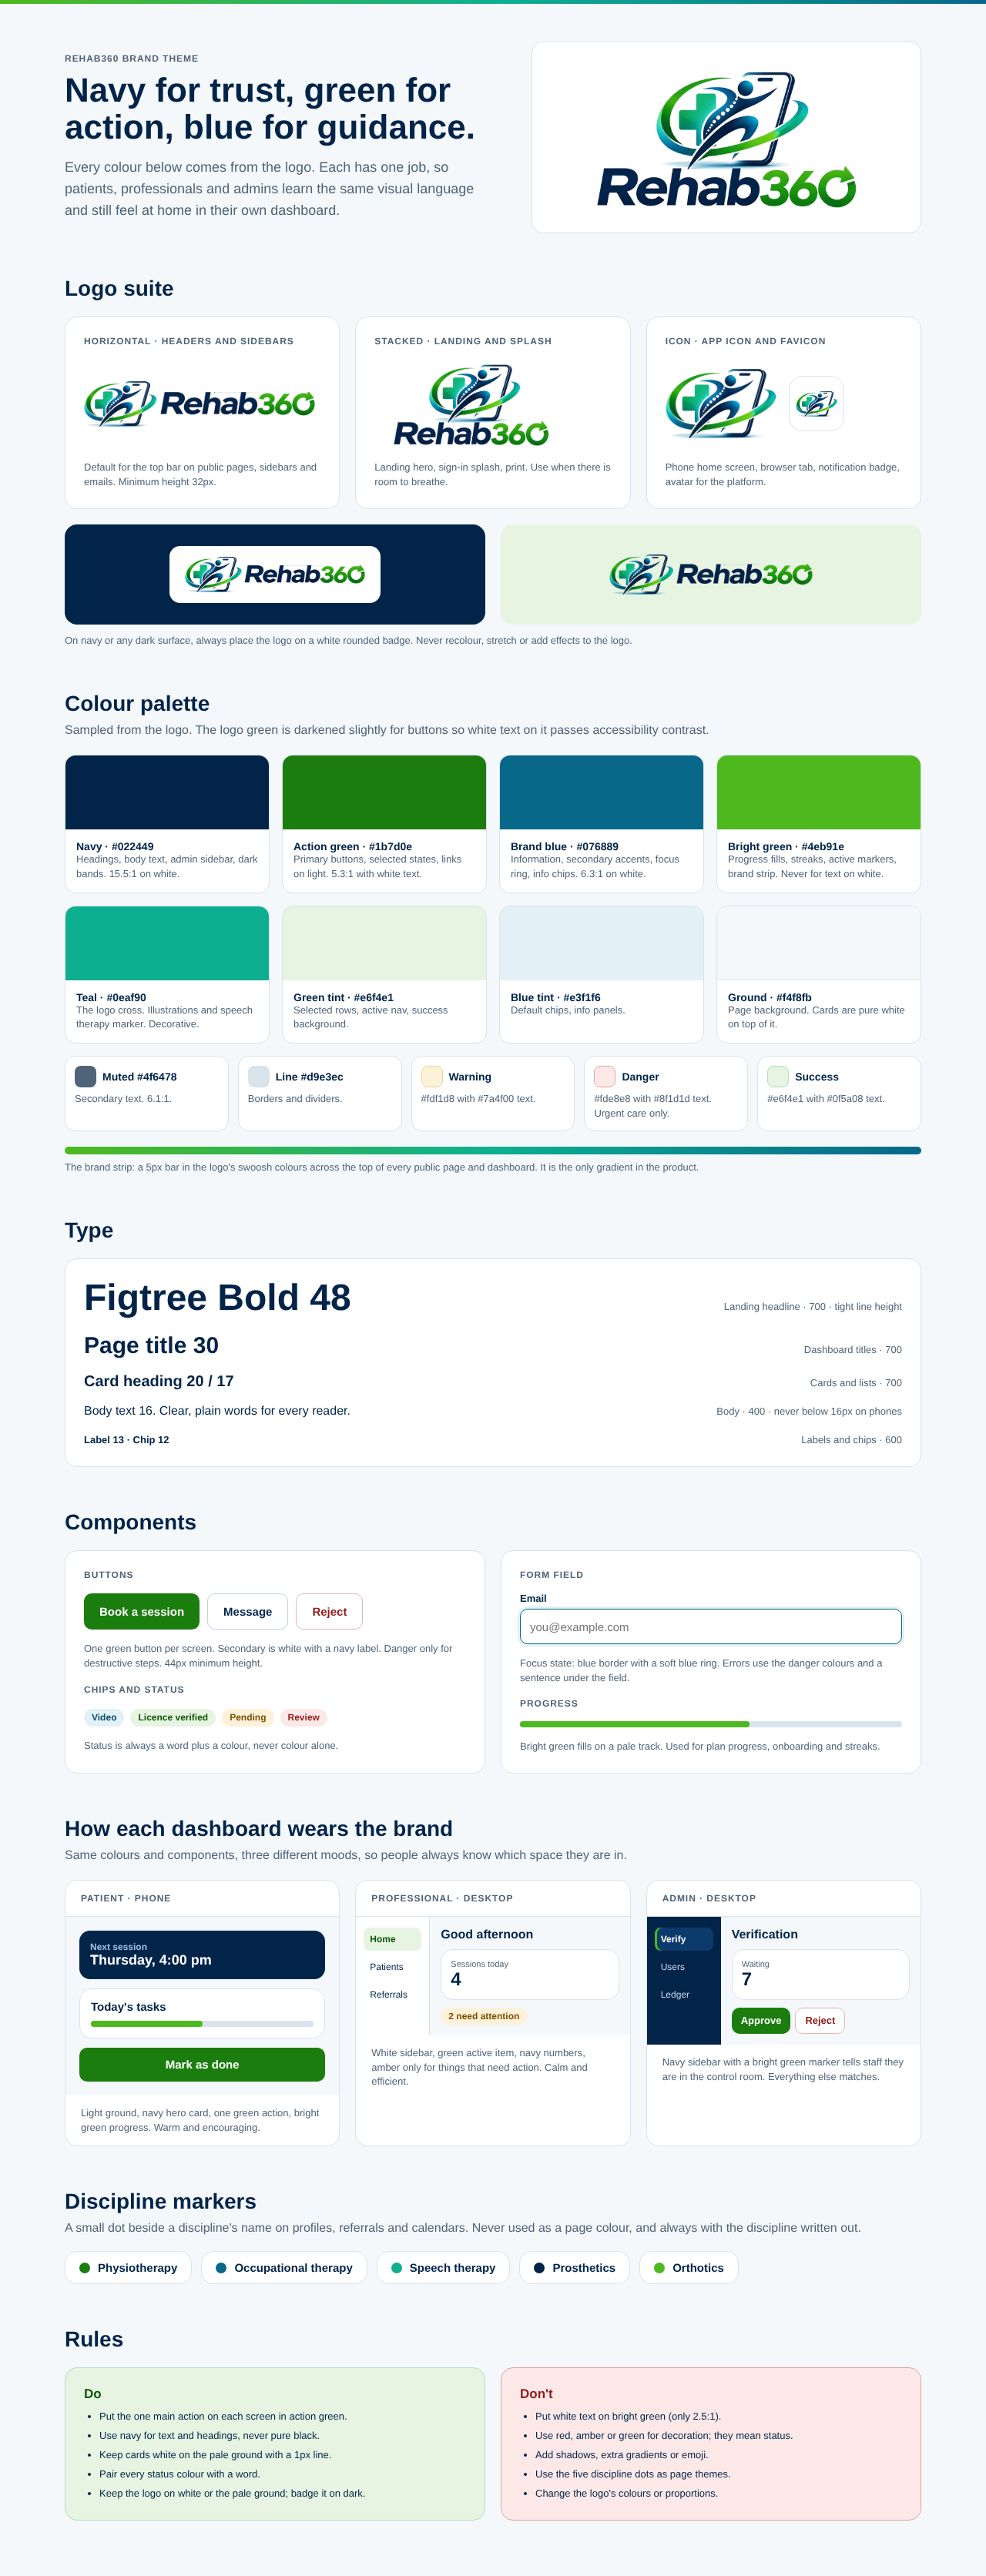 REHAB360 BRAND THEME
Navy for trust, green for
action, blue for guidance.
Every colour below comes from the logo. Each has one job, so
patients, professionals and admins learn the same visual language
and still feel at home in their own dashboard.
Rehab360
Logo suite
HORIZONTAL · HEADERS AND SIDEBARS
Rehab360
Default for the top bar on public pages, sidebars and
emails. Minimum height 32px.
STACKED · LANDING AND SPLASH
Rehab360
Landing hero, sign-in splash, print. Use when there is
room to breathe.
ICON · APP ICON AND FAVICON
Phone home screen, browser tab, notification badge,
avatar for the platform.
Rehab360
Rehab360
On navy or any dark surface, always place the logo on a white rounded badge. Never recolour, stretch or add effects to the logo.
Colour palette
Sampled from the logo. The logo green is darkened slightly for buttons so white text on it passes accessibility contrast.
Navy · #022449
Headings, body text, admin sidebar, dark
bands. 15.5:1 on white.
Action green · #1b7d0e
Primary buttons, selected states, links
on light. 5.3:1 with white text.
Brand blue · #076889
Information, secondary accents, focus
ring, info chips. 6.3:1 on white.
Bright green · #4eb91e
Progress fills, streaks, active markers,
brand strip. Never for text on white.
Teal · #0eaf90
The logo cross. Illustrations and speech
therapy marker. Decorative.
Green tint · #e6f4e1
Selected rows, active nav, success
background.
Blue tint · #e3f1f6
Default chips, info panels.
Ground · #f4f8fb
Page background. Cards are pure white
on top of it.
Muted #4f6478
Secondary text. 6.1:1.
Line #d9e3ec
Borders and dividers.
Warning
#fdf1d8 with #7a4f00 text.
Danger
#fde8e8 with #8f1d1d text.
Urgent care only.
Success
#e6f4e1 with #0f5a08 text.
The brand strip: a 5px bar in the logo's swoosh colours across the top of every public page and dashboard. It is the only gradient in the product.
Type
Figtree Bold 48
Landing headline · 700 · tight line height
Page title 30
Dashboard titles · 700
Card heading 20 / 17
Cards and lists · 700
Body text 16. Clear, plain words for every reader.
Body · 400 · never below 16px on phones
Label 13 · Chip 12
Labels and chips · 600
Components
BUTTONS
Book a session
Message
Reject
One green button per screen. Secondary is white with a navy label. Danger only for
destructive steps. 44px minimum height.
CHIPS AND STATUS
Video
Licence verified
Pending
Review
Status is always a word plus a colour, never colour alone.
FORM FIELD
Email
you@example.com
Focus state: blue border with a soft blue ring. Errors use the danger colours and a
sentence under the field.
PROGRESS
Bright green fills on a pale track. Used for plan progress, onboarding and streaks.
How each dashboard wears the brand
Same colours and components, three different moods, so people always know which space they are in.
PATIENT · PHONE
Next session
Thursday, 4:00 pm
Today's tasks
Mark as done
Light ground, navy hero card, one green action, bright
green progress. Warm and encouraging.
PROFESSIONAL · DESKTOP
Home
Patients
Referrals
Good afternoon
Sessions today
4
2 need attention
White sidebar, green active item, navy numbers,
amber only for things that need action. Calm and
efficient.
ADMIN · DESKTOP
Verify
Users
Ledger
Verification
Waiting
7
Approve
Reject
Navy sidebar with a bright green marker tells staff they
are in the control room. Everything else matches.
Discipline markers
A small dot beside a discipline's name on profiles, referrals and calendars. Never used as a page colour, and always with the discipline written out.
Physiotherapy
Occupational therapy
Speech therapy
Prosthetics
Orthotics
Rules
Do
• Put the one main action on each screen in action green.
• Use navy for text and headings, never pure black.
• Keep cards white on the pale ground with a 1px line.
• Pair every status colour with a word.
• Keep the logo on white or the pale ground; badge it on dark.
Don't
• Put white text on bright green (only 2.5:1).
• Use red, amber or green for decoration; they mean status.
• Add shadows, extra gradients or emoji.
• Use the five discipline dots as page themes.
• Change the logo's colours or proportions.